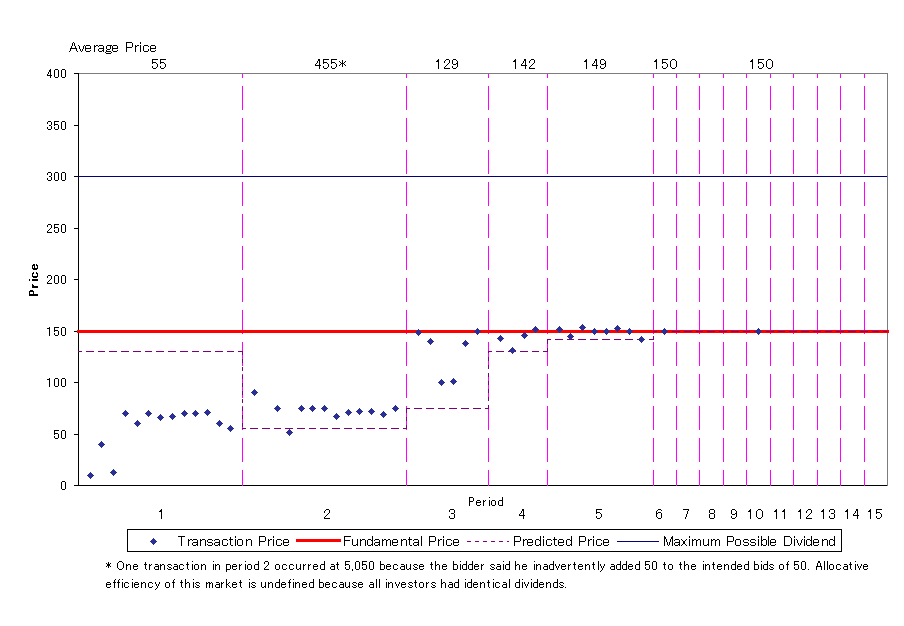 Average Price
55 455* 129 142 149 150 150
400
350
300
250
200
150
100
50
0
Price
Period
1 2 3 4 5 6 7 8 9 10 11 12 13 14 15
Transaction Price Fundamental Price Predicted Price Maximum Possible Dividend
* One transaction in period 2 occurred at 5,050 because the bidder said he inadvertently added 50 to the intended bids of 50. Allocative
efficiency of this market is undefined because all investors had identical dividends.